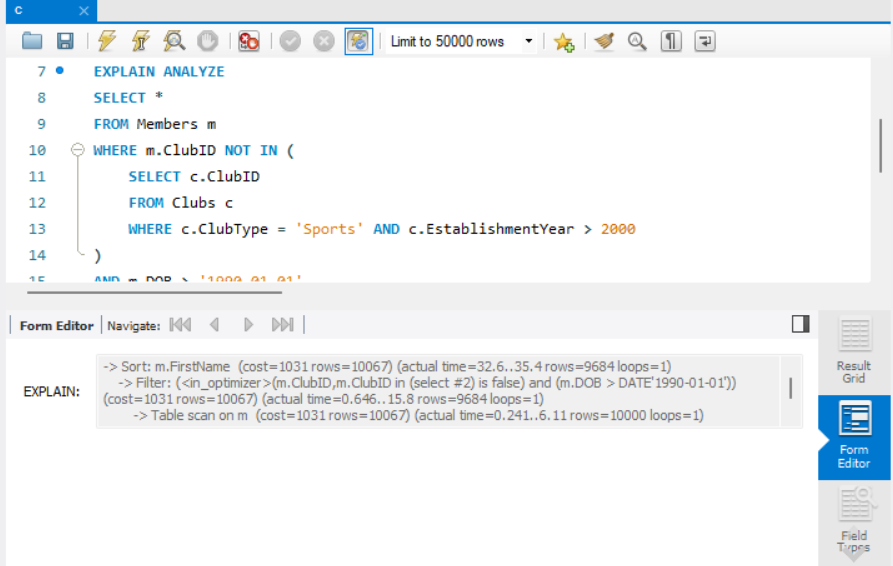 C
Limit to 50000 rows
7 EXPLAIN ANALYZE
8 SELECT *
9 FROM Members m
10 WHERE m.ClubID NOT IN (
11 SELECT c.ClubID
12 FROM Clubs c
13 WHERE c.ClubType = 'Sports' AND c.EstablishmentYear > 2000
14 )
15 AND m.DOB > '1990-01-01'
Form Editor Navigate:
EXPLAIN:
-> Sort: m.FirstName (cost=1031 rows=10067) (actual time=32.6..35.4 rows=9684 loops=1)
-> Filter: (<in_optimizer>(m.ClubID,m.ClubID in (select #2) is false) and (m.DOB > DATE'1990-01-01'))
(cost=1031 rows=10067) (actual time=0.646..15.8 rows=9684 loops=1)
-> Table scan on m (cost=1031 rows=10067) (actual time=0.241..6.11 rows=10000 loops=1)
Result
Grid
Form
Editor
Field
Types